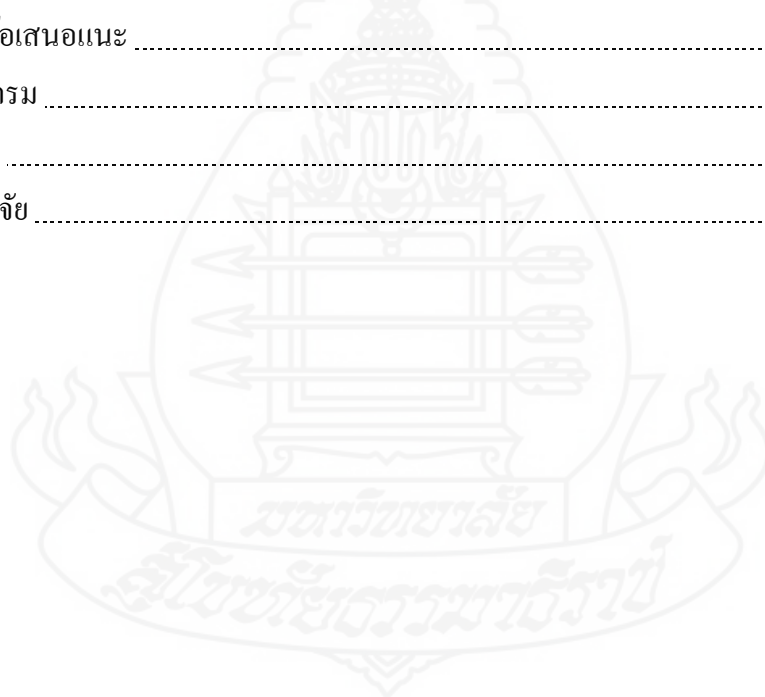 อเสนอแนะ
รม
จัย
มหาวิทยาลัย
สุโขทัยธรรมาธิราช